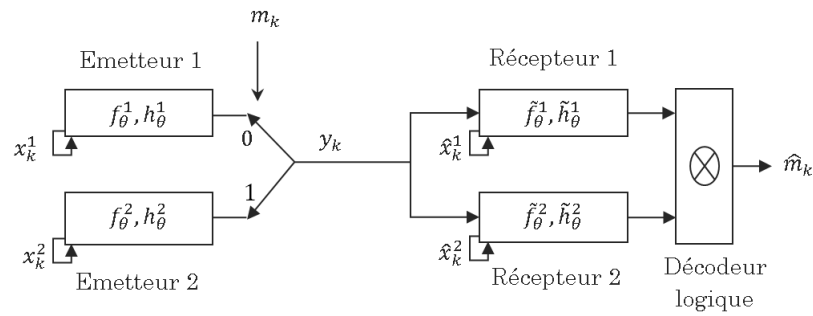 m_k
Emetteur 1
f_θ^1, h_θ^1
x_k^1
0
y_k
1
f_θ^2, h_θ^2
x_k^2
Emetteur 2
Récepteur 1
f̃_θ^1, h̃_θ^1
x̂_k^1
f̃_θ^2, h̃_θ^2
x̂_k^2
Récepteur 2
m̂_k
Décodeur
logique